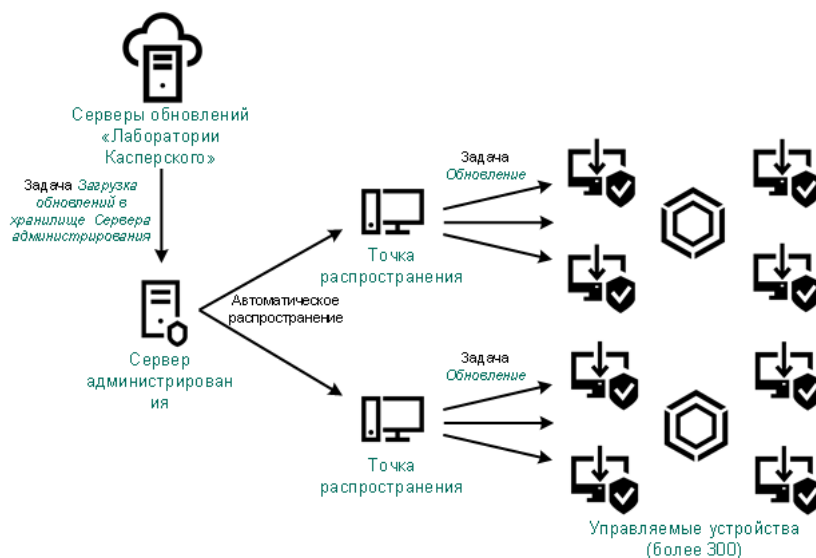 Серверы обновлений
«Лаборатории
Касперского»
Задача Загрузка
обновлений в
хранилище Сервера
администрирования
Сервер
администрирован
ия
Автоматическое
распространение
Точка
распространения
Задача
Обновление
Точка
распространения
Задача
Обновление
Управляемые устройства
(более 300)